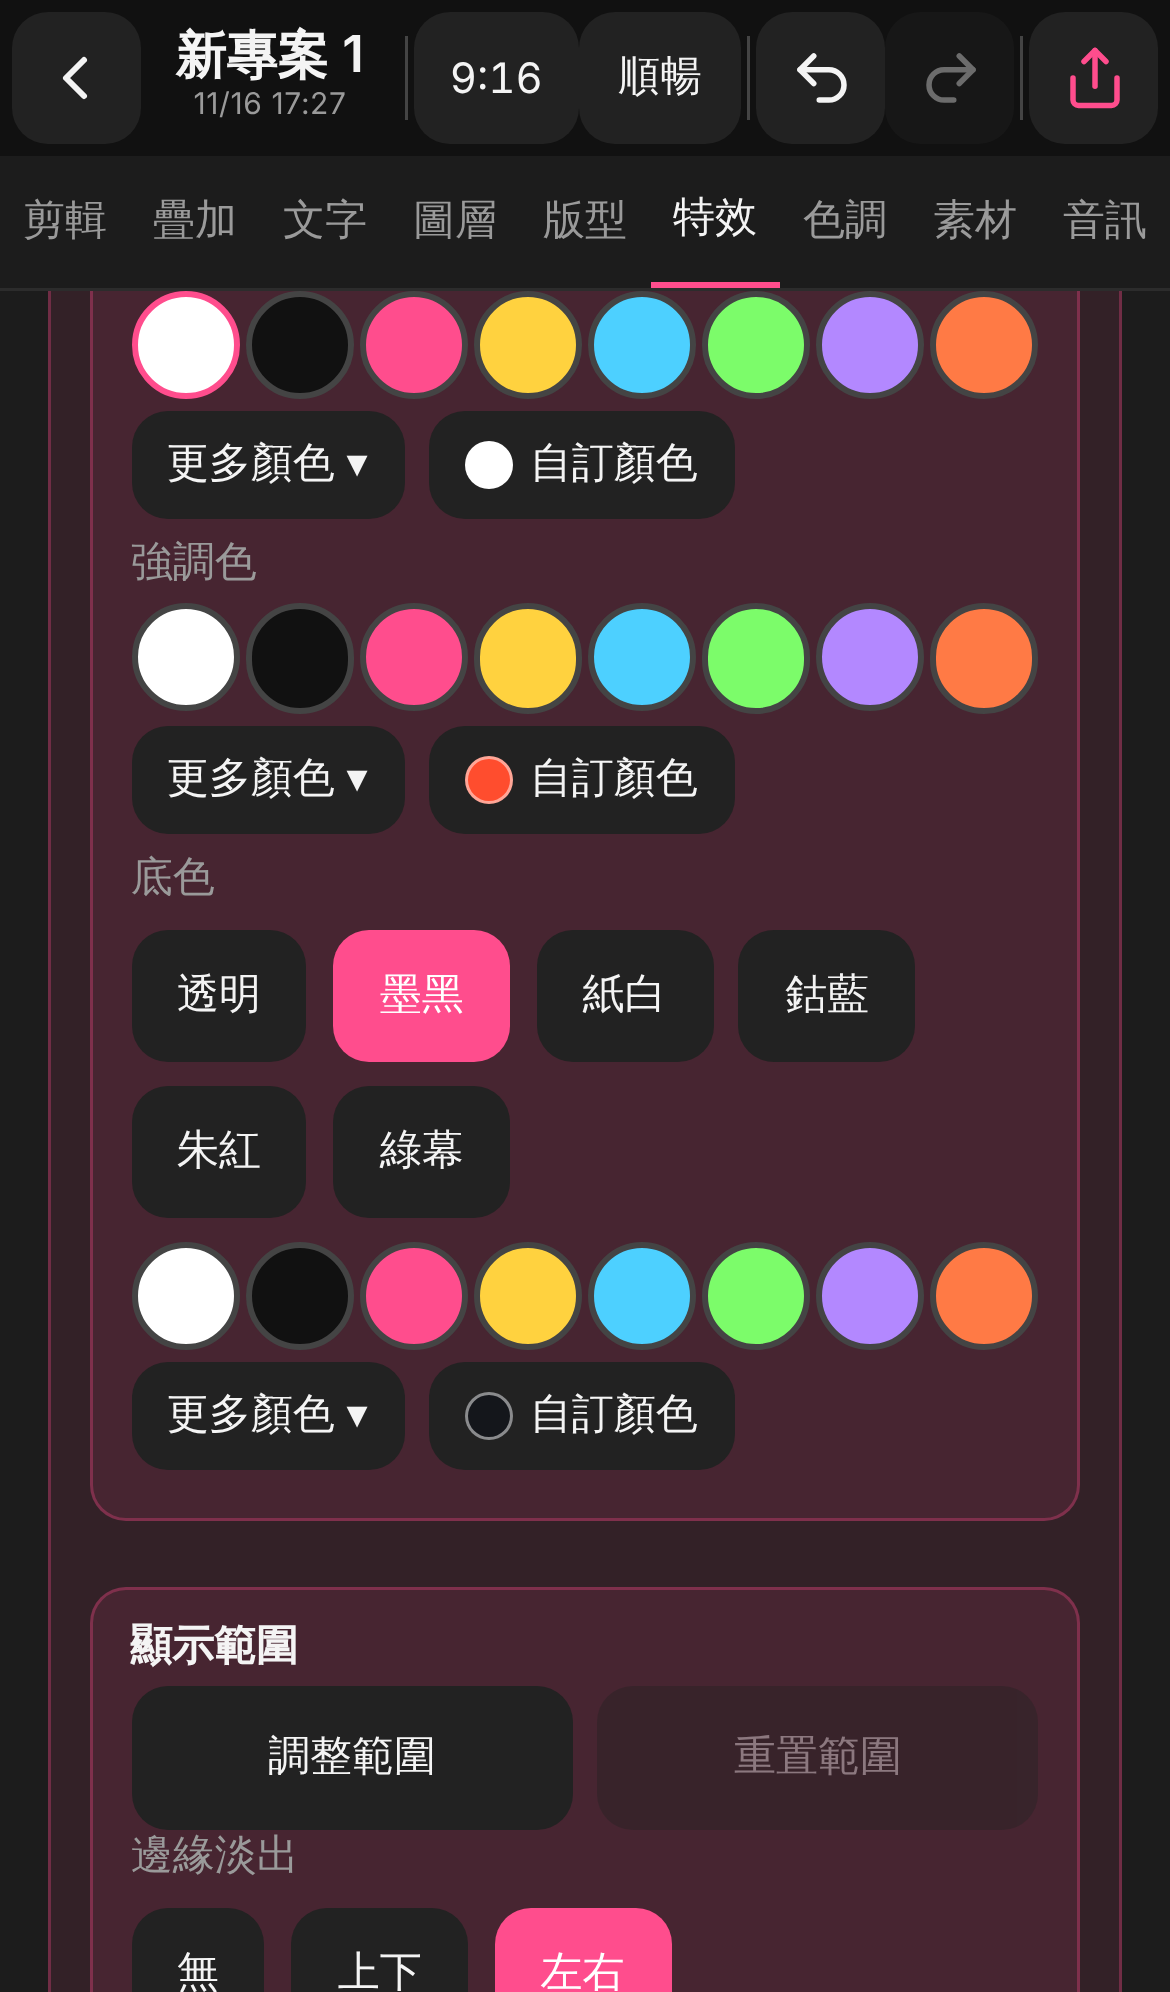 新專案 1
11/16 17:27
9:16
順暢
剪輯 疊加 文字 圖層 版型 特效 色調 素材 音訊
更多顏色 ▾ 自訂顏色
強調色
更多顏色 ▾ 自訂顏色
底色
透明 墨黑 紙白 鈷藍
朱紅 綠幕
更多顏色 ▾ 自訂顏色
顯示範圍
調整範圍 重置範圍
邊緣淡出
無 上下 左右